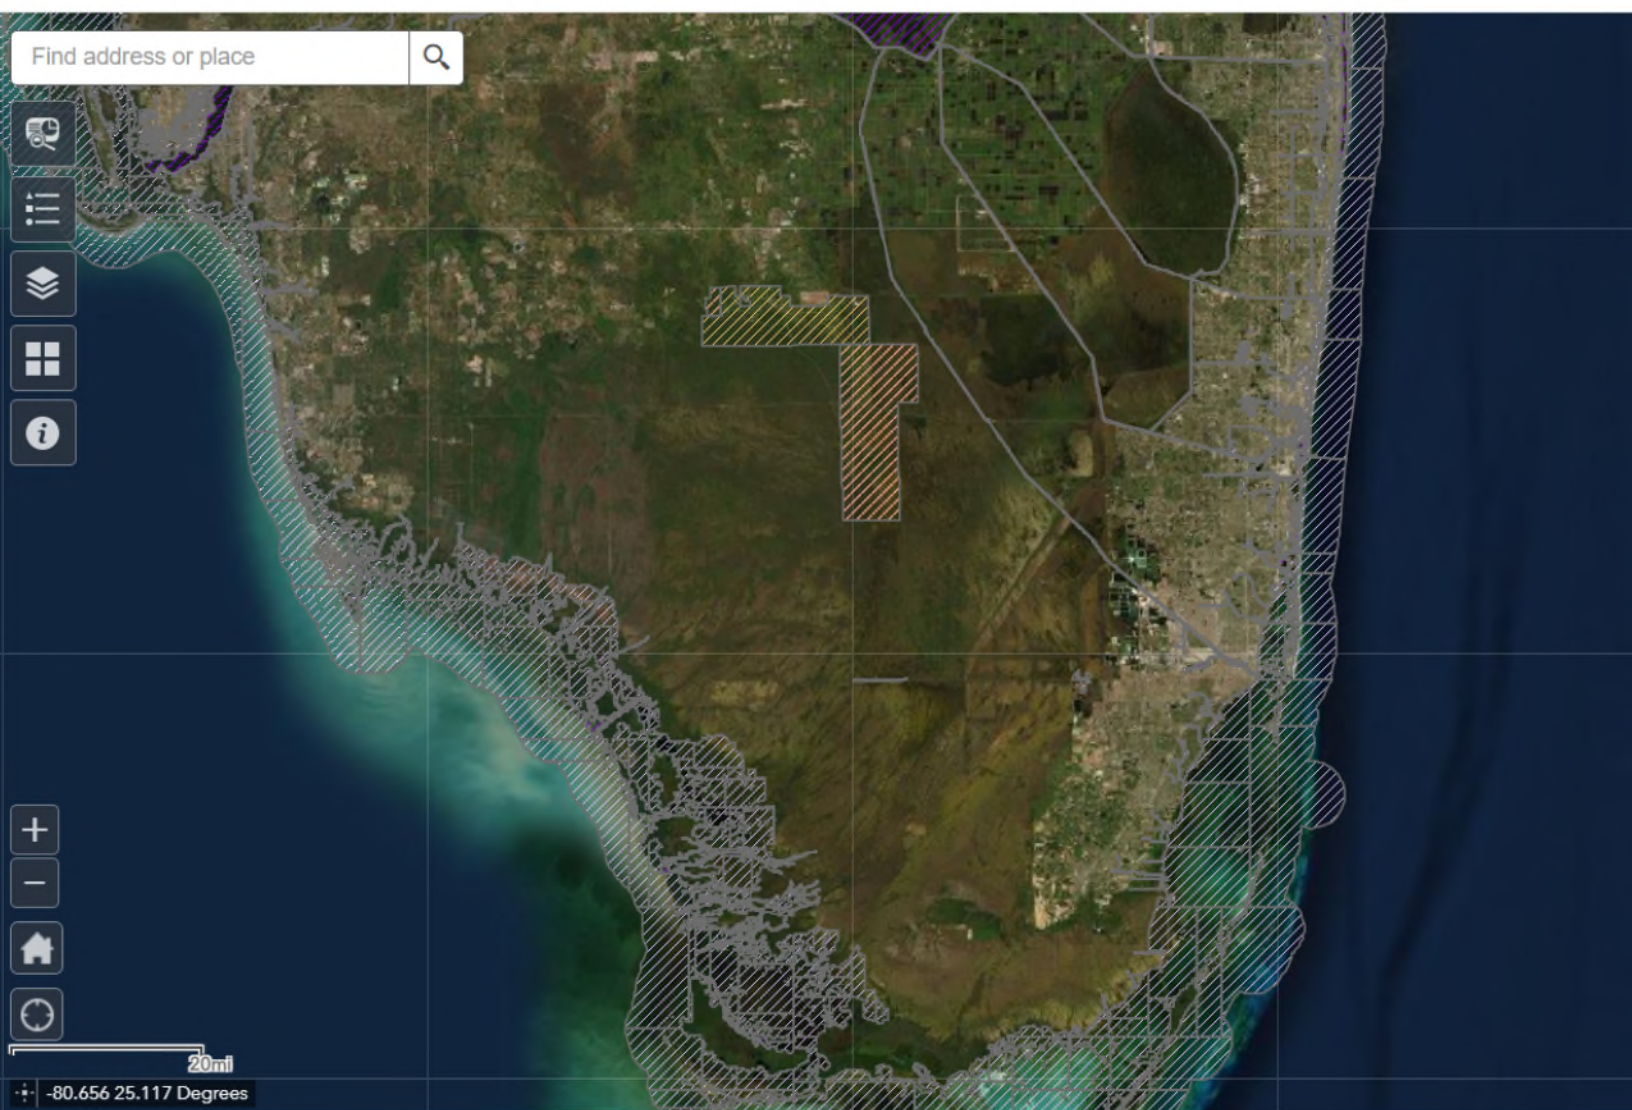 Find address or place
20mi
-80.656 25.117 Degrees